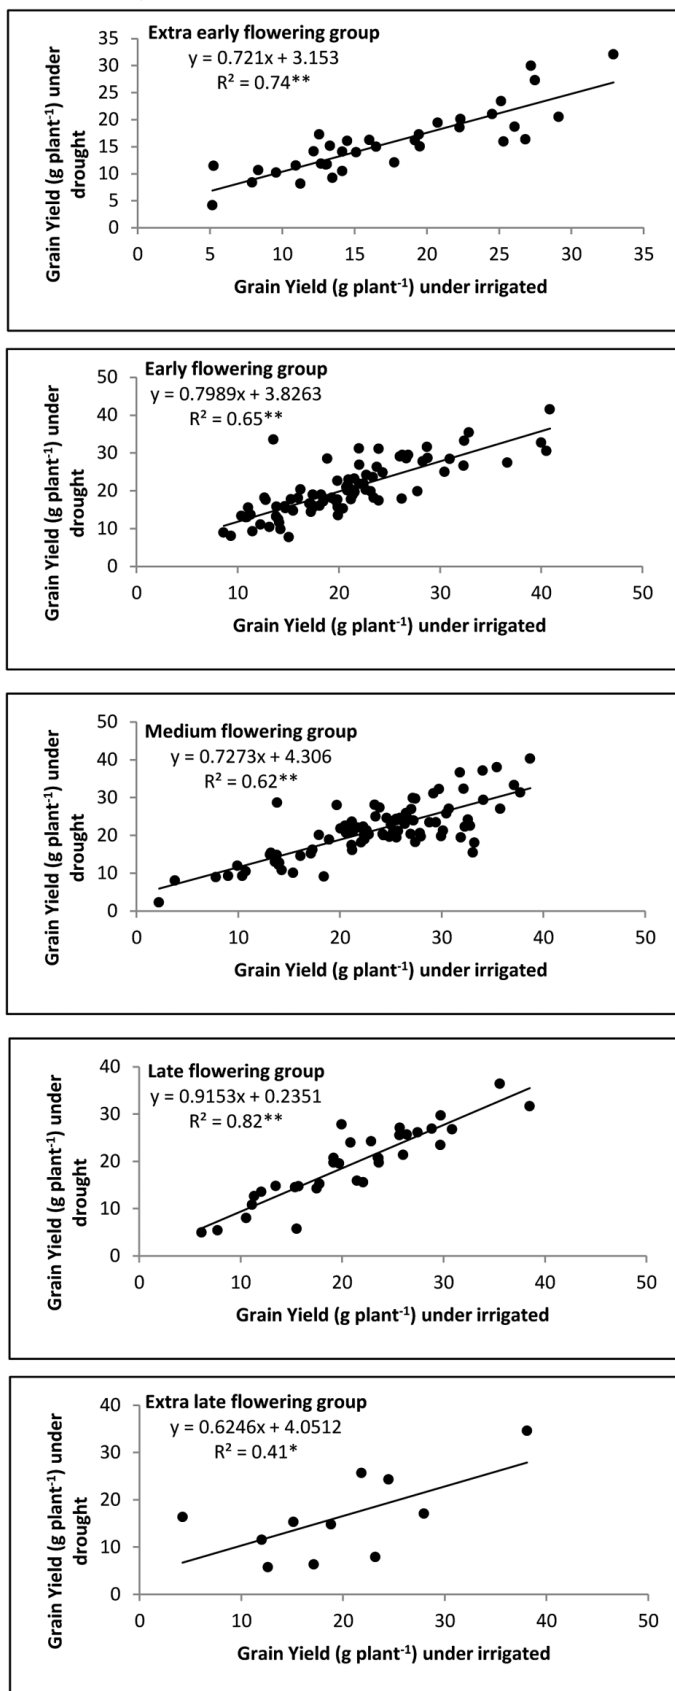 Extra early flowering group
y = 0.721x + 3.153
R² = 0.74**
Grain Yield (g plant⁻¹) under
drought
35
30
25
20
15
10
5
0
0 5 10 15 20 25 30 35
Grain Yield (g plant⁻¹) under irrigated
Early flowering group
y = 0.7989x + 3.8263
R² = 0.65**
Grain Yield (g plant⁻¹) under
drought
50
40
30
20
10
0
0 10 20 30 40 50
Grain Yield (g plant⁻¹) under irrigated
Medium flowering group
y = 0.7273x + 4.306
R² = 0.62**
Grain Yield (g plant⁻¹) under
drought
50
40
30
20
10
0
0 10 20 30 40 50
Grain Yield (g plant⁻¹) under irrigated
Late flowering group
y = 0.9153x + 0.2351
R² = 0.82**
Grain Yield (g plant⁻¹) under
drought
40
30
20
10
0
0 10 20 30 40 50
Grain Yield (g plant⁻¹) under irrigated
Extra late flowering group
y = 0.6246x + 4.0512
R² = 0.41*
Grain Yield (g plant⁻¹) under
drought
40
30
20
10
0
0 10 20 30 40 50
Grain Yield (g plant⁻¹) under irrigated